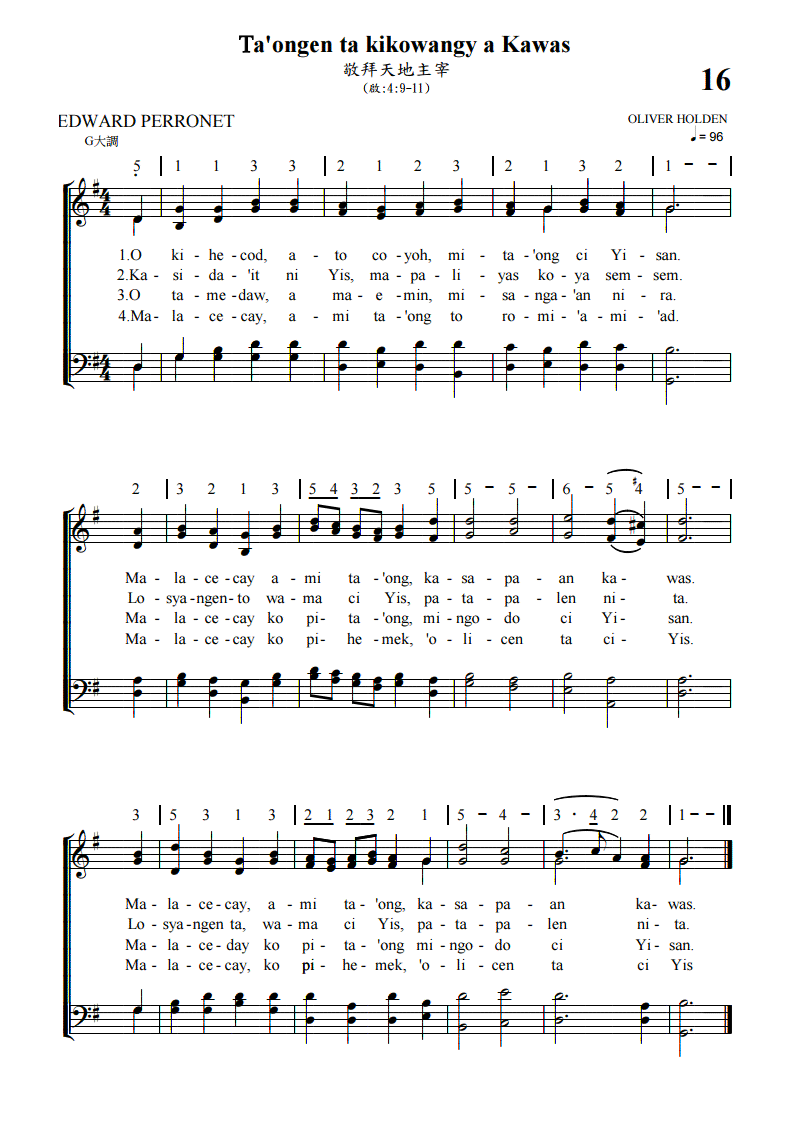 Ta'ongen ta kikowangy a Kawas
敬拜天地主宰
(啟:4:9-11)
16
EDWARD PERRONET
OLIVER HOLDEN
G大調
♩= 96
5 | 1 1 3 3 | 2 1 2 3 | 2 1 3 2 | 1 - - |
1.O ki-he-cod, a-to co-yoh, mi-ta-'ong ci Yi-san.
2.Ka-si-da-'it ni Yis, ma-pa-li-yas ko-ya sem-sem.
3.O ta-me-daw, a ma-e-min, mi-sa-nga-'an ni-ra.
4.Ma-la-ce-cay, a-mi ta-'ong to ro-mi-'a-mi-'ad.
2 | 3 2 1 3 | 5 4 3 2 3 5 | 5 - 5 - | 6 - 5 #4 | 5 - - |
Ma-la-ce-cay a-mi ta-'ong, ka-sa-pa-an ka-was.
Lo-sya-ngen-to wa-ma ci Yis, pa-ta-pa-len ni-ta.
Ma-la-ce-cay ko pi-ta-'ong, mi-ngo-do ci Yi-san.
Ma-la-ce-cay ko pi-he-mek, 'o-li-cen ta ci-Yis.
3 | 5 3 1 3 | 2 1 2 3 2 1 | 5 - 4 - | 3 · 4 2 2 | 1 - - ||
Ma-la-ce-cay, a-mi ta-'ong, ka-sa-pa-an ka-was.
Lo-sya-ngen ta, wa-ma ci Yis, pa-ta-pa-len ni-ta.
Ma-la-ce-day ko pi-ta-'ong mi-ngo-do ci Yi-san.
Ma-la-ce-cay, ko pi-he-mek, 'o-li-cen ta ci Yis